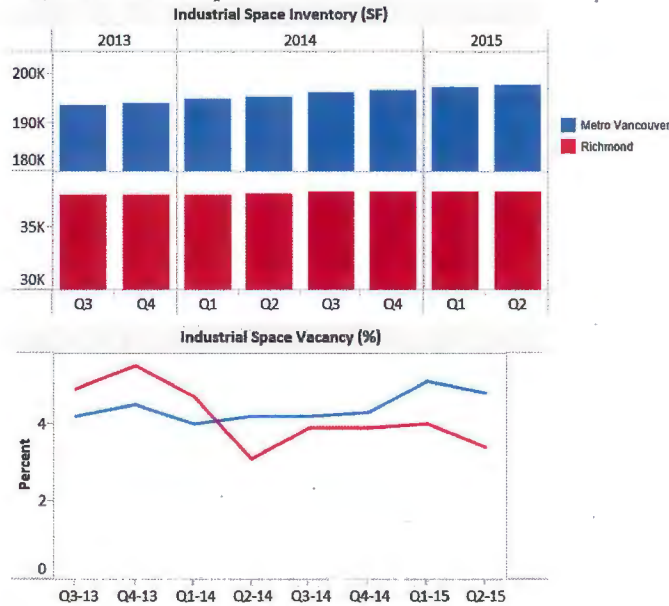 Industrial Space Inventory (SF)
2013 2014 2015
200K
190K
180K
Metro Vancouver
Richmond
35K
30K
Q3 Q4 Q1 Q2 Q3 Q4 Q1 Q2
Industrial Space Vacancy (%)
Percent
4
2
0
Q3-13 Q4-13 Q1-14 Q2-14 Q3-14 Q4-14 Q1-15 Q2-15